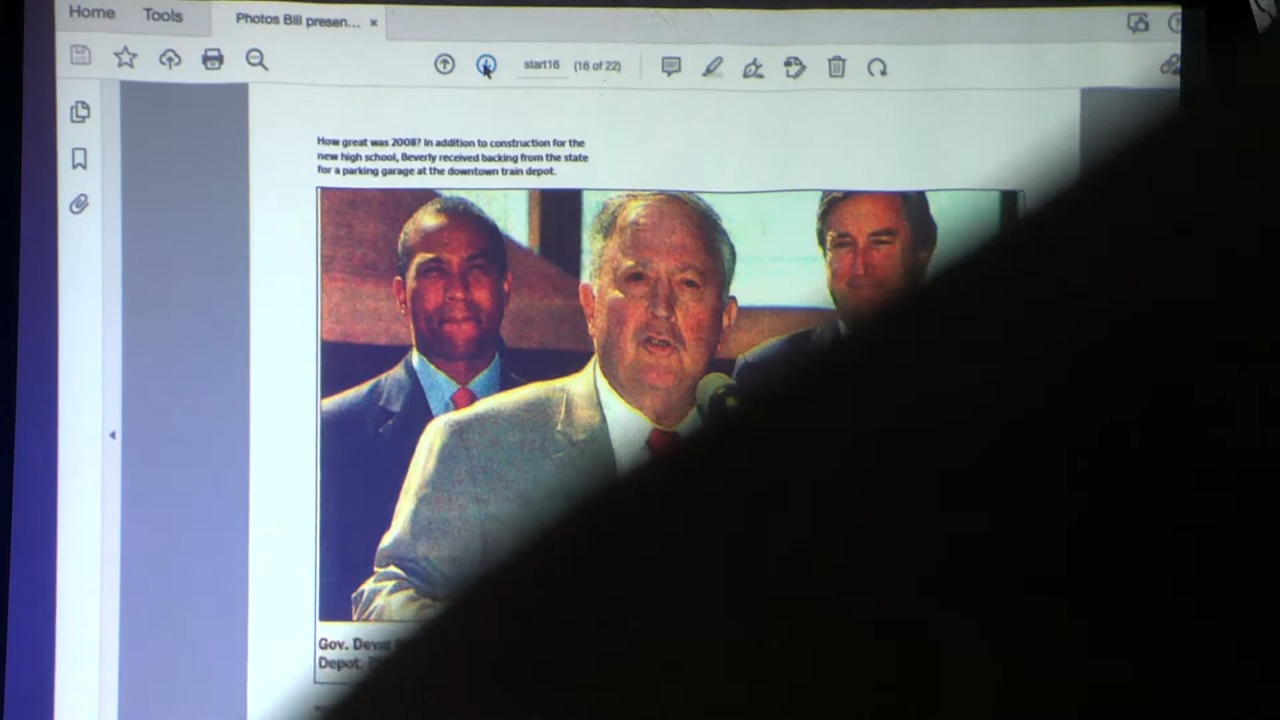 Home
Tools
Photos Bill presen... ×
start16 (16 of 22)
How great was 2008? In addition to construction for the
new high school, Beverly received backing from the state
for a parking garage at the downtown train depot.
Gov.
Depot.